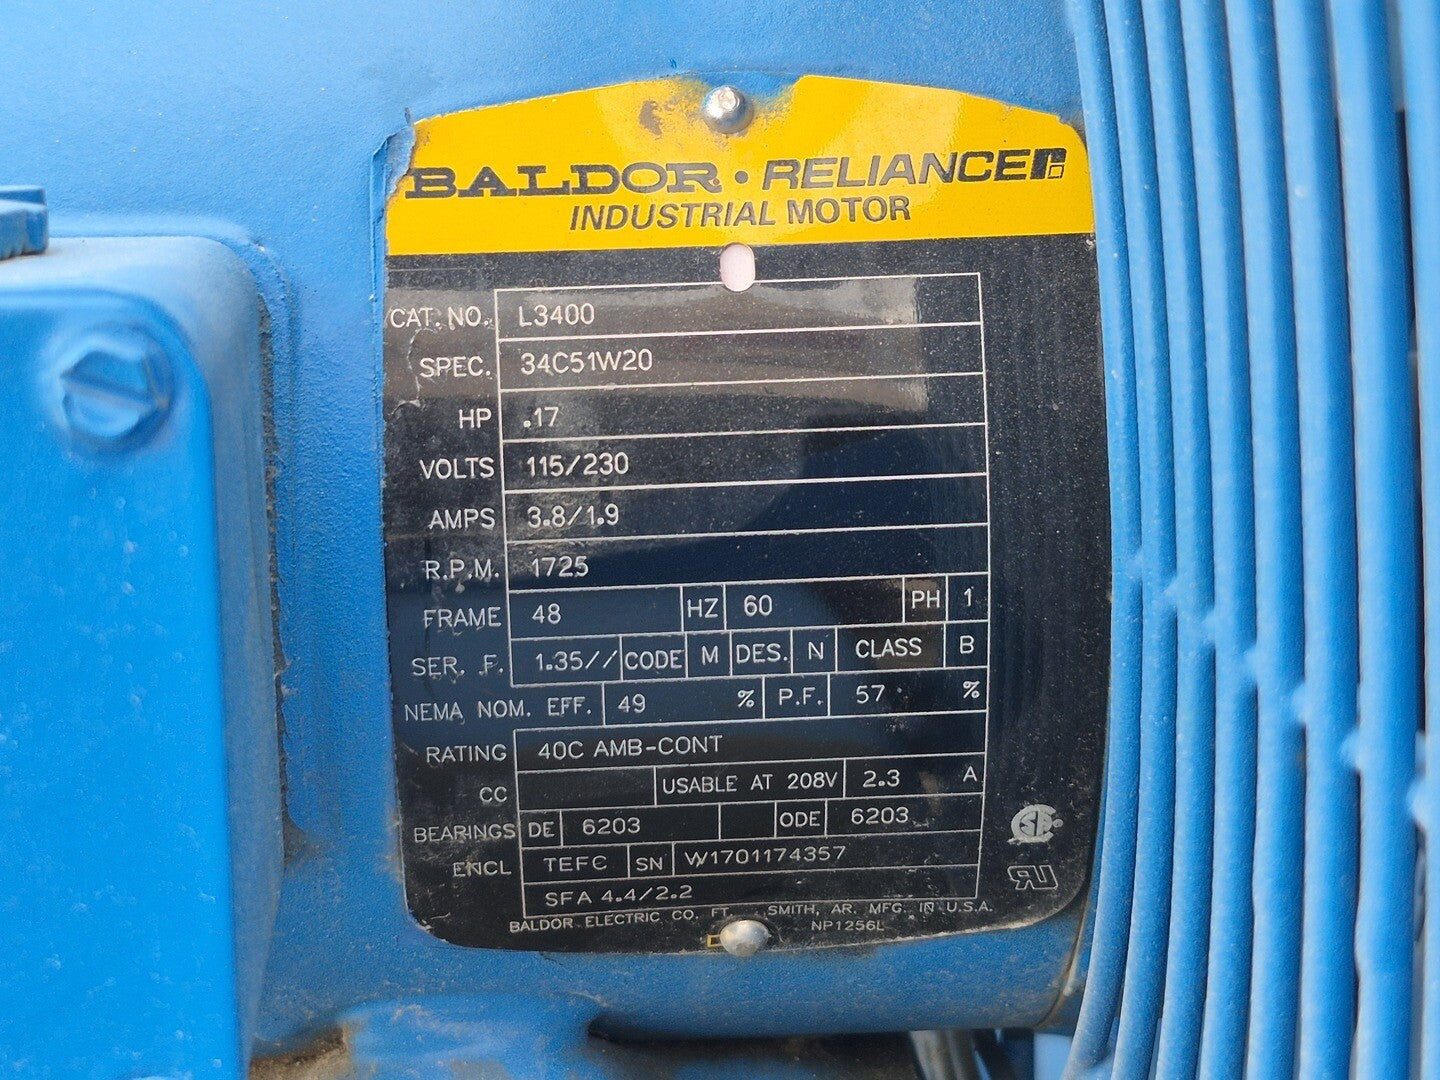 BALDOR · RELIANCE
INDUSTRIAL MOTOR
CAT. NO. L3400
SPEC. 34C51W20
HP .17
VOLTS 115/230
AMPS 3.8/1.9
R.P.M. 1725
FRAME 48 HZ 60 PH 1
SER. F. 1.35// CODE M DES. N CLASS B
NEMA NOM. EFF. 49 % P.F. 57 %
RATING 40C AMB-CONT
CC USABLE AT 208V 2.3 A
BEARINGS DE 6203 ODE 6203
ENCL TEFC SN W1701174357
SFA 4.4/2.2
BALDOR ELECTRIC CO. FT. SMITH, AR. MFG. IN U.S.A.
NP1256L